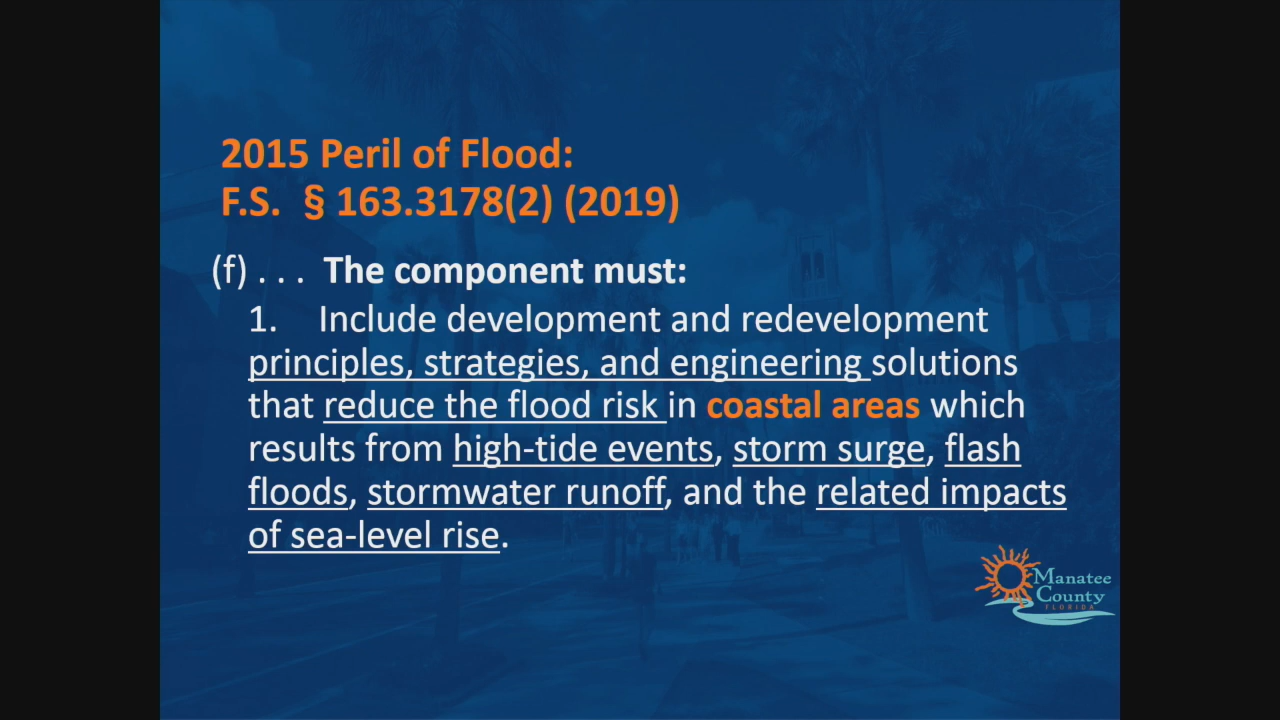 2015 Peril of Flood:
F.S. § 163.3178(2) (2019)
(f) . . . The component must:
1. Include development and redevelopment
principles, strategies, and engineering solutions
that reduce the flood risk in coastal areas which
results from high-tide events, storm surge, flash
floods, stormwater runoff, and the related impacts
of sea-level rise.
Manatee
County
FLORIDA